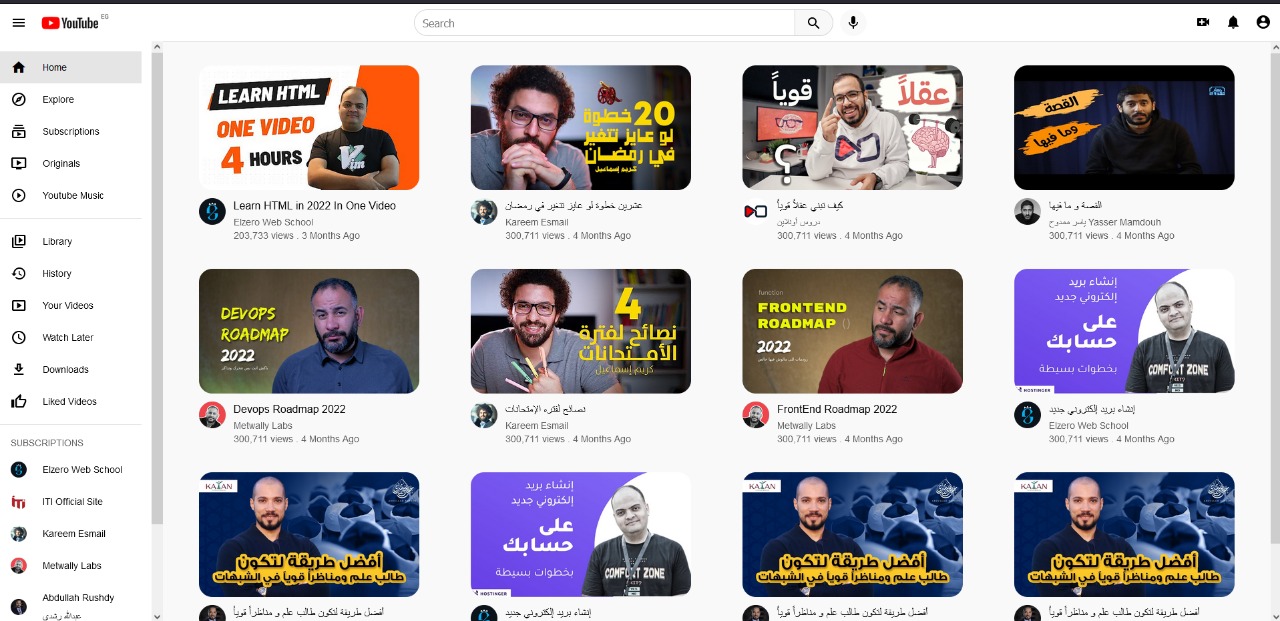 YouTube EG
Search
Home
Explore
Subscriptions
Originals
Youtube Music
Library
History
Your Videos
Watch Later
Downloads
Liked Videos
SUBSCRIPTIONS
Elzero Web School
ITI Official Site
Kareem Esmail
Metwally Labs
Abdullah Rushdy
عبدالله رشدي
LEARN HTML
ONE VIDEO
4 HOURS
VIM
Learn HTML in 2022 In One Video
Elzero Web School
203,733 views . 3 Months Ago
20 خطوة
لو عايز تتغير
في رمضان
كريم إسماعيل
عشرين خطوة لو عايز تتغير في رمضان
Kareem Esmail
300,711 views . 4 Months Ago
عقلاً
قوياً
؟
كيف تبني عقلاً قوياً
دروس أونلاين
300,711 views . 4 Months Ago
القصة
وما فيها
القصة و ما فيها
ياسر ممدوح Yasser Mamdouh
300,711 views . 4 Months Ago
DEVOPS
ROADMAP
2022
Devops Roadmap 2022
Metwally Labs
300,711 views . 4 Months Ago
4
نصائح لفترة
الأمتحانات
كريم إسماعيل
نصائح لفتره الإمتحانات
Kareem Esmail
300,711 views . 4 Months Ago
function
FRONTEND
ROADMAP ()
2022
FrontEnd Roadmap 2022
Metwally Labs
300,711 views . 4 Months Ago
إنشاء بريد
إلكتروني جديد
على
حسابك
بخطوات بسيطة
COMFORT ZONE
HOSTINGER
إنشاء بريد إلكتروني جديد
Elzero Web School
300,711 views . 4 Months Ago
KAYAN
أفضل طريقة لتكون
طالب علم ومناظراً قوياً في الشبهات
أفضل طريقة لتكون طالب علم و مناظراً قوياً
إنشاء بريد
إلكتروني جديد
على
حسابك
بخطوات بسيطة
COMFORT ZONE
HOSTINGER
إنشاء بريد إلكتروني جديد
KAYAN
أفضل طريقة لتكون
طالب علم ومناظراً قوياً في الشبهات
أفضل طريقة لتكون طالب علم و مناظراً قوياً
KAYAN
أفضل طريقة لتكون
طالب علم ومناظراً قوياً في الشبهات
أفضل طريقة لتكون طالب علم و مناظراً قوياً